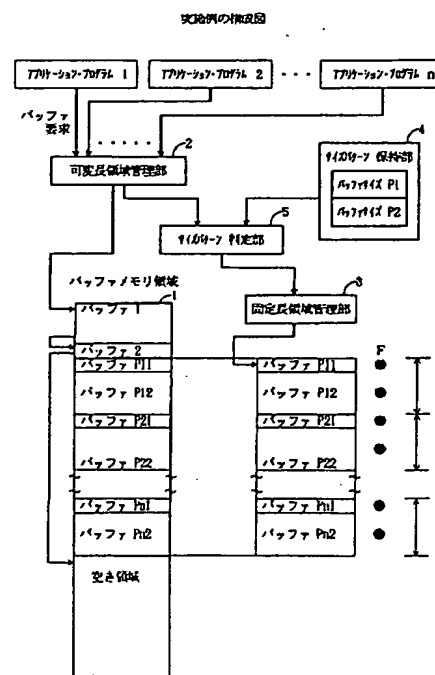 実施例の構成図
アプリケーション・プログラム 1
アプリケーション・プログラム 2
・・・
アプリケーション・プログラム n
バッファ
要求
・・・・・
2
可変長領域管理部
4
サイズパターン 保持部
バッファサイズ P1
バッファサイズ P2
5
サイズパターン 判定部
バッファメモリ領域
1
3
固定長領域管理部
バッファ 1
バッファ 2
バッファ P11
バッファ P12
バッファ P21
バッファ P22
バッファ Pn1
バッファ Pn2
空き領域
F
バッファ P11
バッファ P12
バッファ P21
バッファ P22
バッファ Pn1
バッファ Pn2